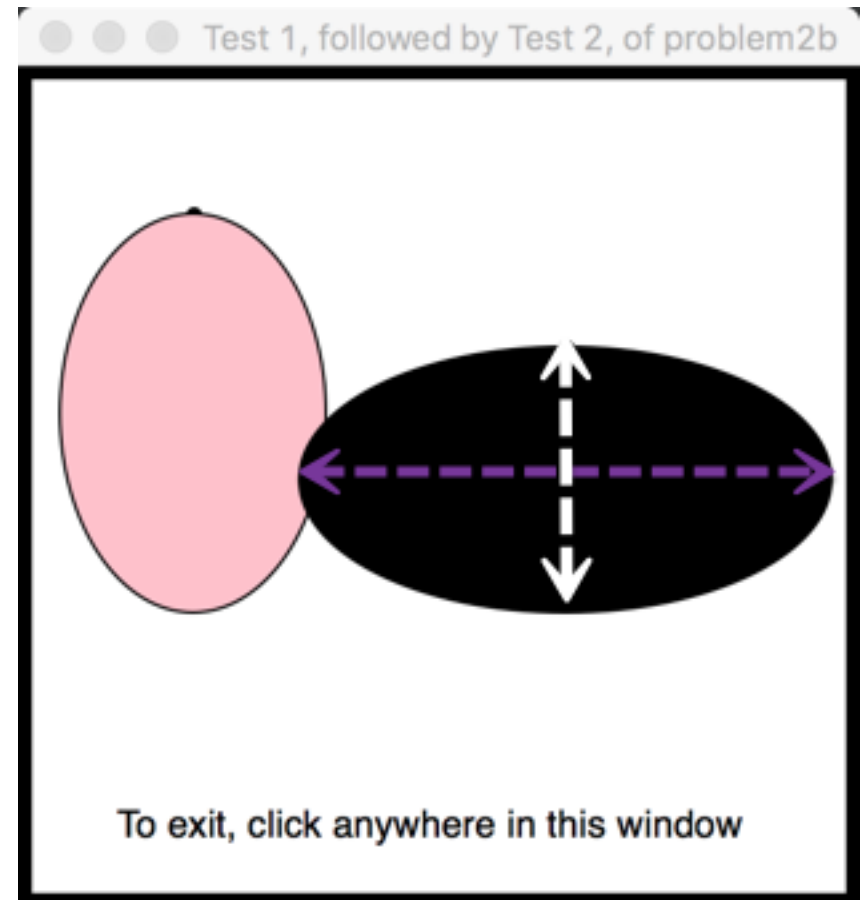 Test 1, followed by Test 2, of problem2b
To exit, click anywhere in this window